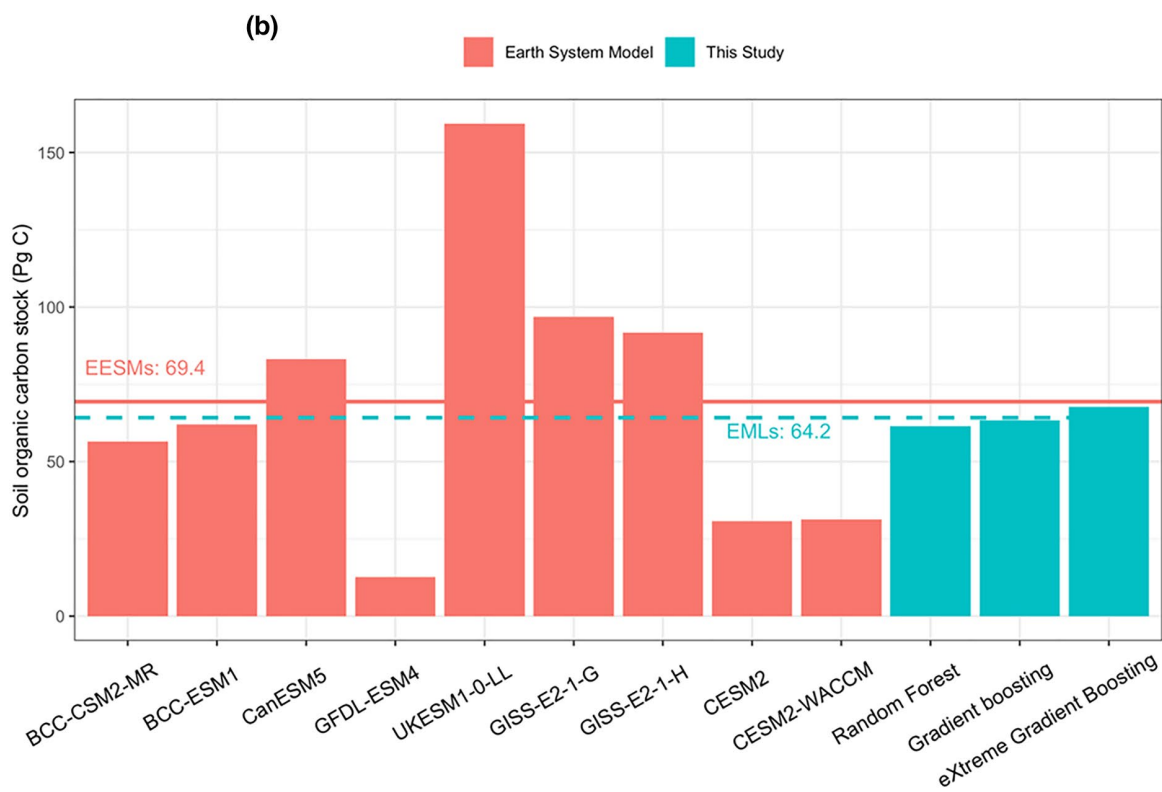 (b)
Earth System Model
This Study
Soil organic carbon stock (Pg C)
150
100
50
0
EESMs: 69.4
EMLs: 64.2
BCC-CSM2-MR
BCC-ESM1
CanESM5
GFDL-ESM4
UKESM1-0-LL
GISS-E2-1-G
GISS-E2-1-H
CESM2
CESM2-WACCM
Random Forest
Gradient boosting
eXtreme Gradient Boosting